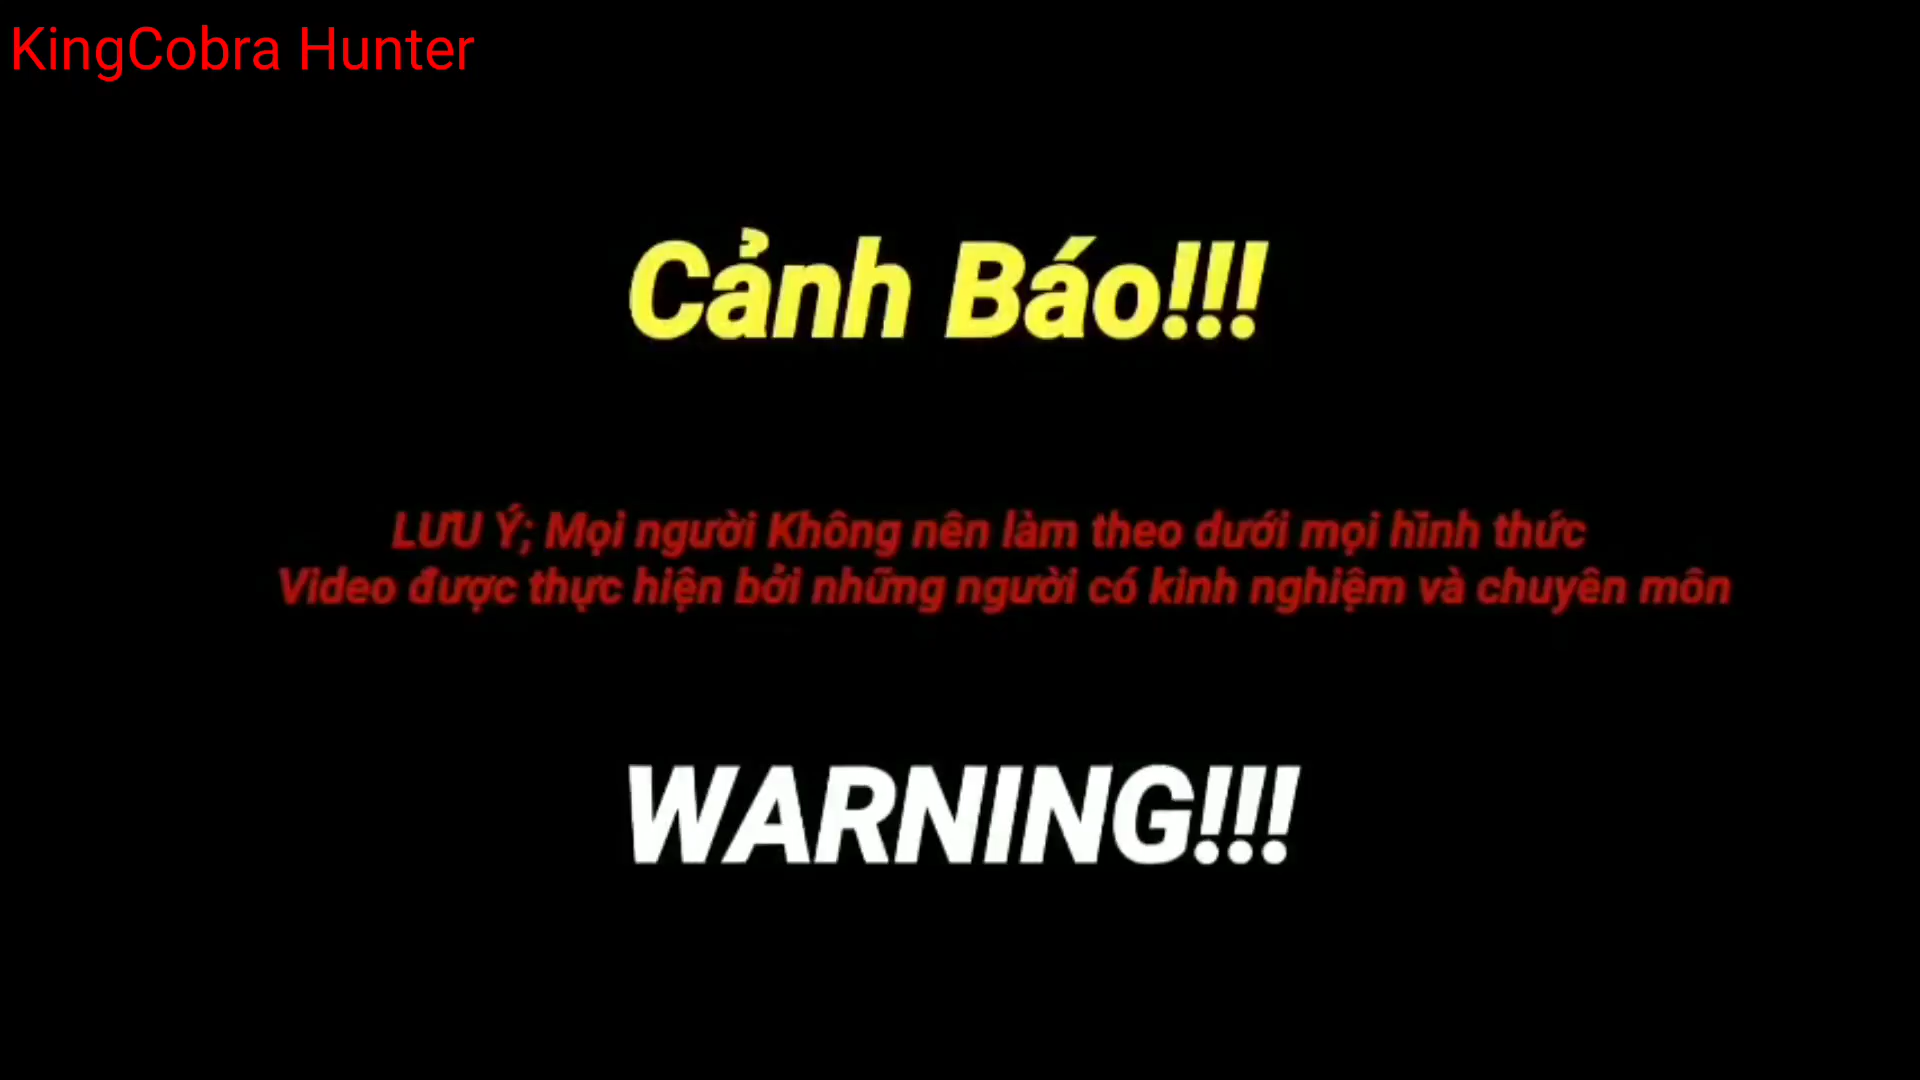 KingCobra Hunter
Cảnh Báo!!!
LƯU Ý; Mọi người Không nên làm theo dưới mọi hình thức
Video được thực hiện bởi những người có kinh nghiệm và chuyên môn
WARNING!!!